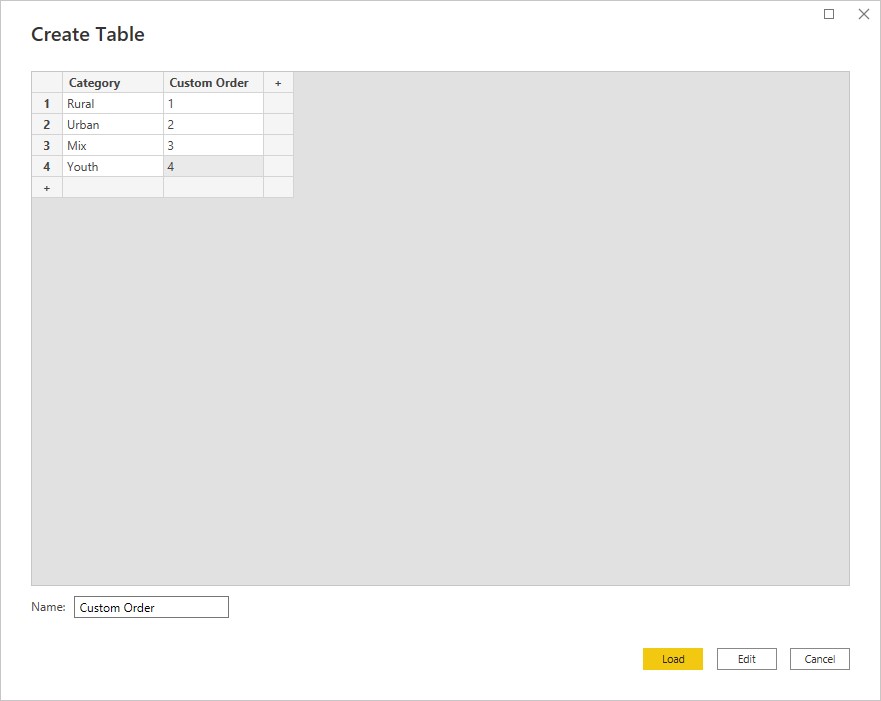 Create Table
Category Custom Order +
1 Rural 1
2 Urban 2
3 Mix 3
4 Youth 4
+
Name: Custom Order
Load Edit Cancel